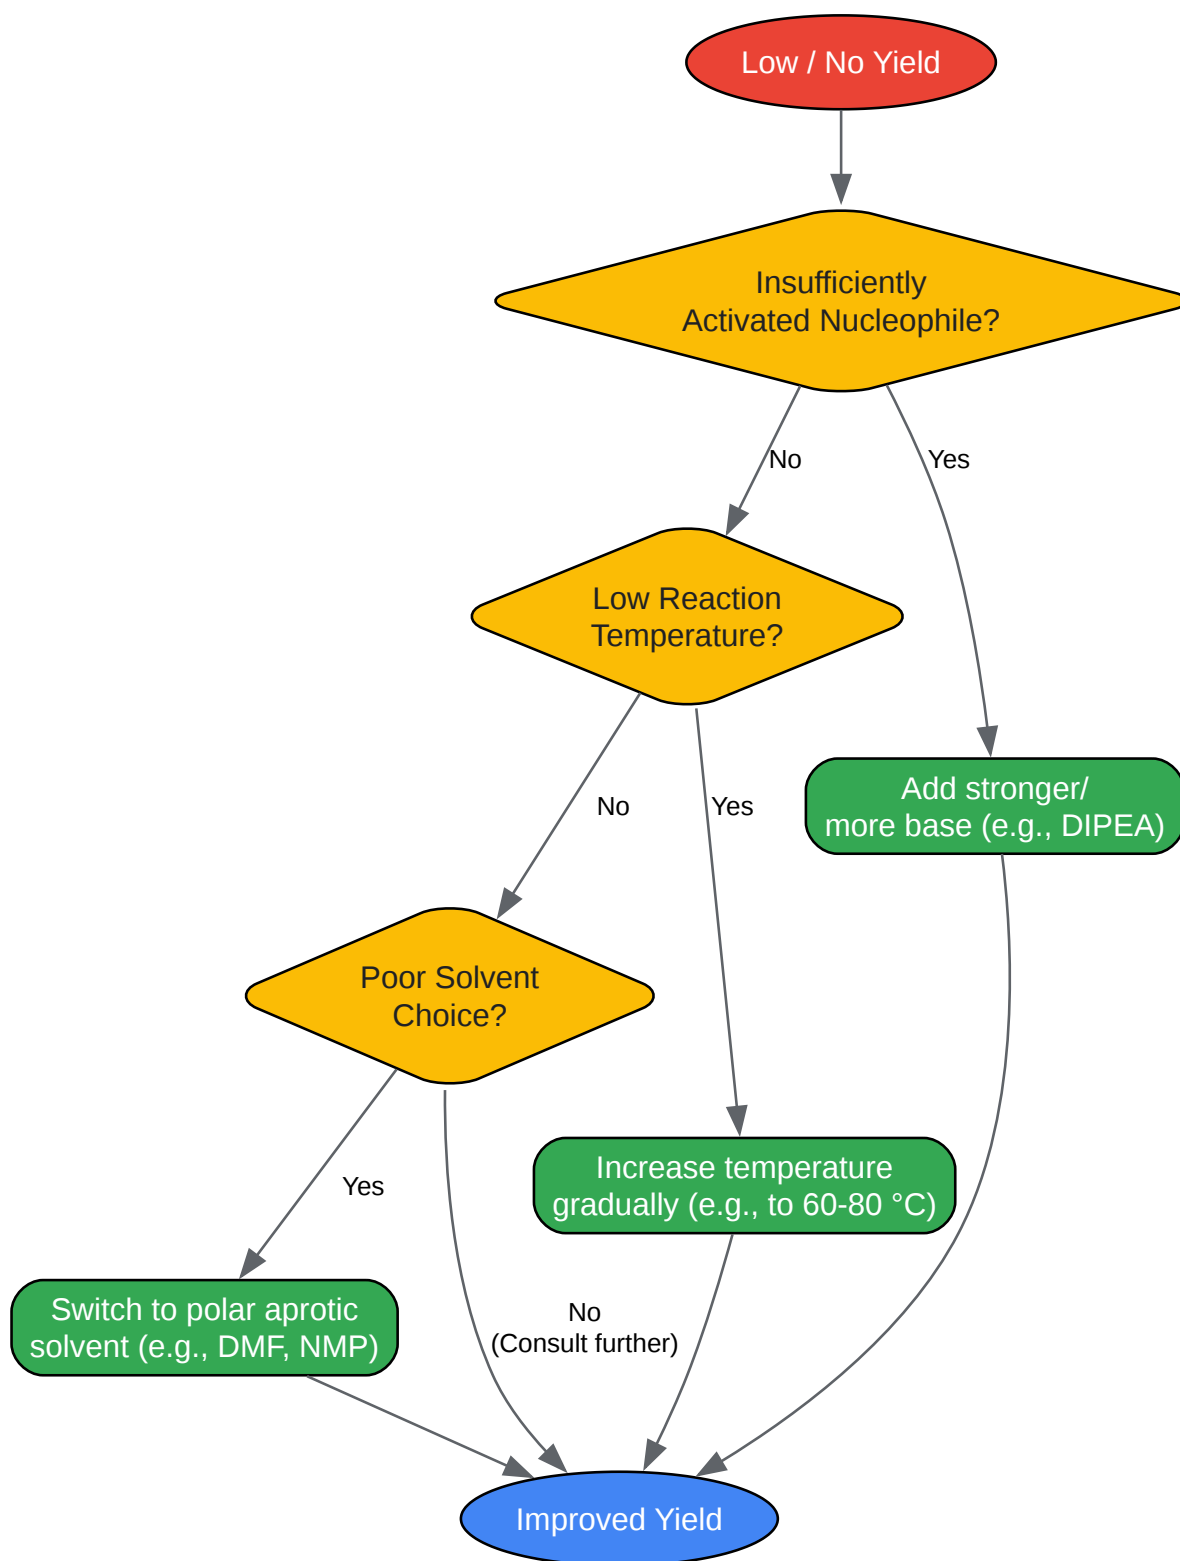 Low / No Yield
Insufficiently
Activated Nucleophile?
No
Yes
Low Reaction
Temperature?
No
Yes
Add stronger/
more base (e.g., DIPEA)
Poor Solvent
Choice?
Yes
Increase temperature
gradually (e.g., to 60-80 °C)
Switch to polar aprotic
solvent (e.g., DMF, NMP)
No
(Consult further)
Improved Yield